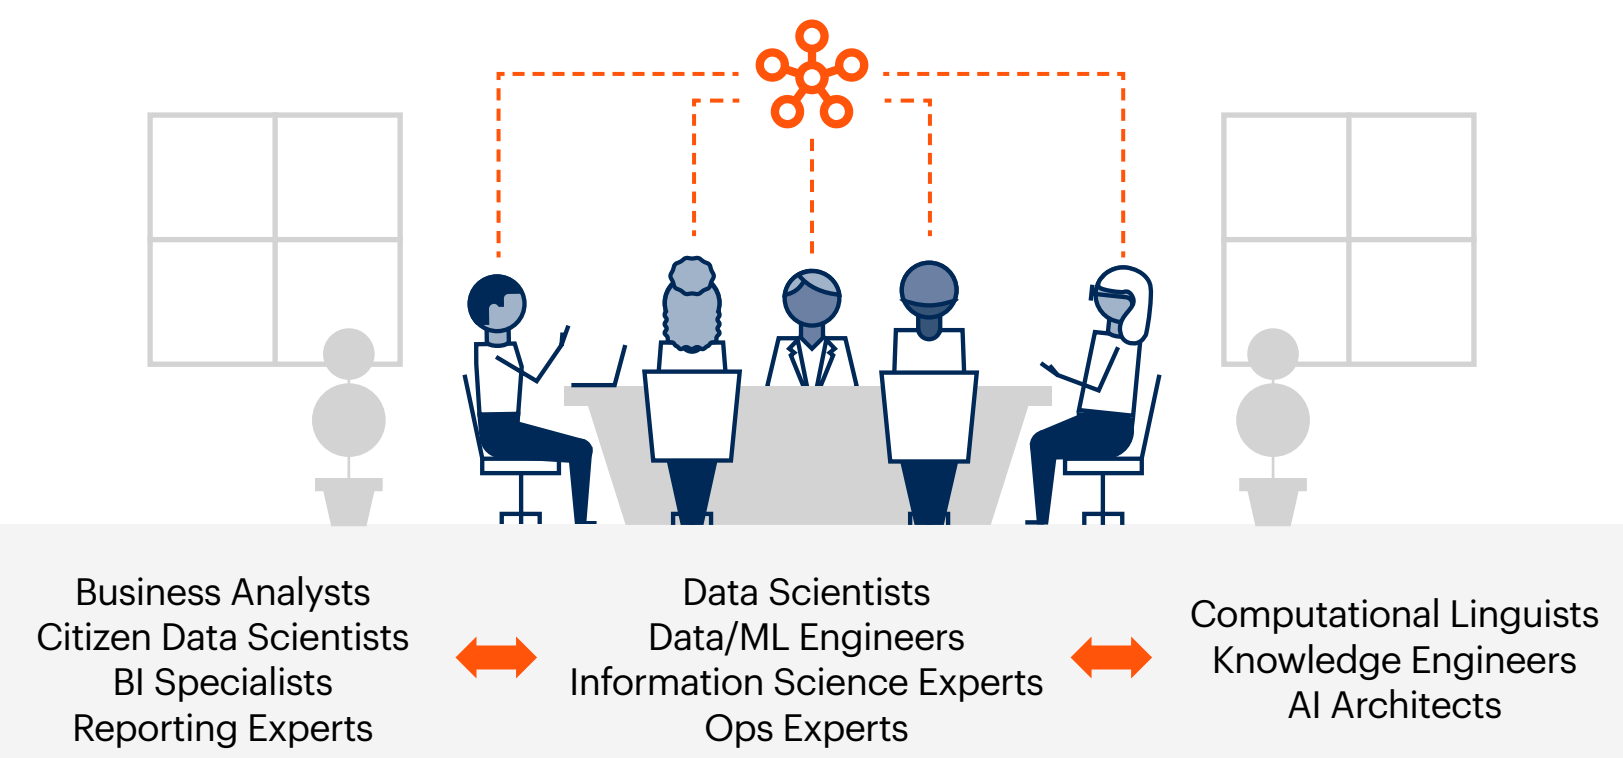 Business Analysts
Citizen Data Scientists
BI Specialists
Reporting Experts
Data Scientists
Data/ML Engineers
Information Science Experts
Ops Experts
Computational Linguists
Knowledge Engineers
AI Architects